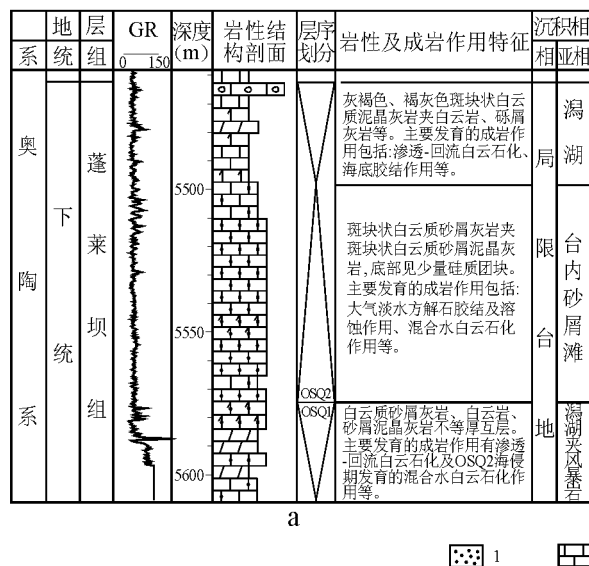 地 层
系 统 组
GR
0 150
深度
(m)
岩性结
构剖面
层序
划分
岩性及成岩作用特征
沉积相
相 亚相
奥
陶
系
下
统
蓬
莱
坝
组
5500
5550
5600
OSQ2
OSQ1
灰褐色、褐灰色斑块状白云
质泥晶灰岩夹白云岩、砾屑
灰岩等。主要发育的成岩作
用包括:渗透-回流白云石化、
海底胶结作用等。
斑块状白云质砂屑灰岩夹
斑块状白云质砂屑泥晶灰
岩,底部见少量硅质团块。
主要发育的成岩作用包括:
大气淡水方解石胶结及溶
蚀作用、混合水白云石化
作用等。
白云质砂屑灰岩、白云岩、
砂屑泥晶灰岩不等厚互层。
主要发育的成岩作用有渗透
-回流白云石化及OSQ2海侵
期发育的混合水白云石化作
用等。
局
限
台
地
潟
湖
台
内
砂
屑
滩
潟
湖
夹
风
暴
岩
a
1